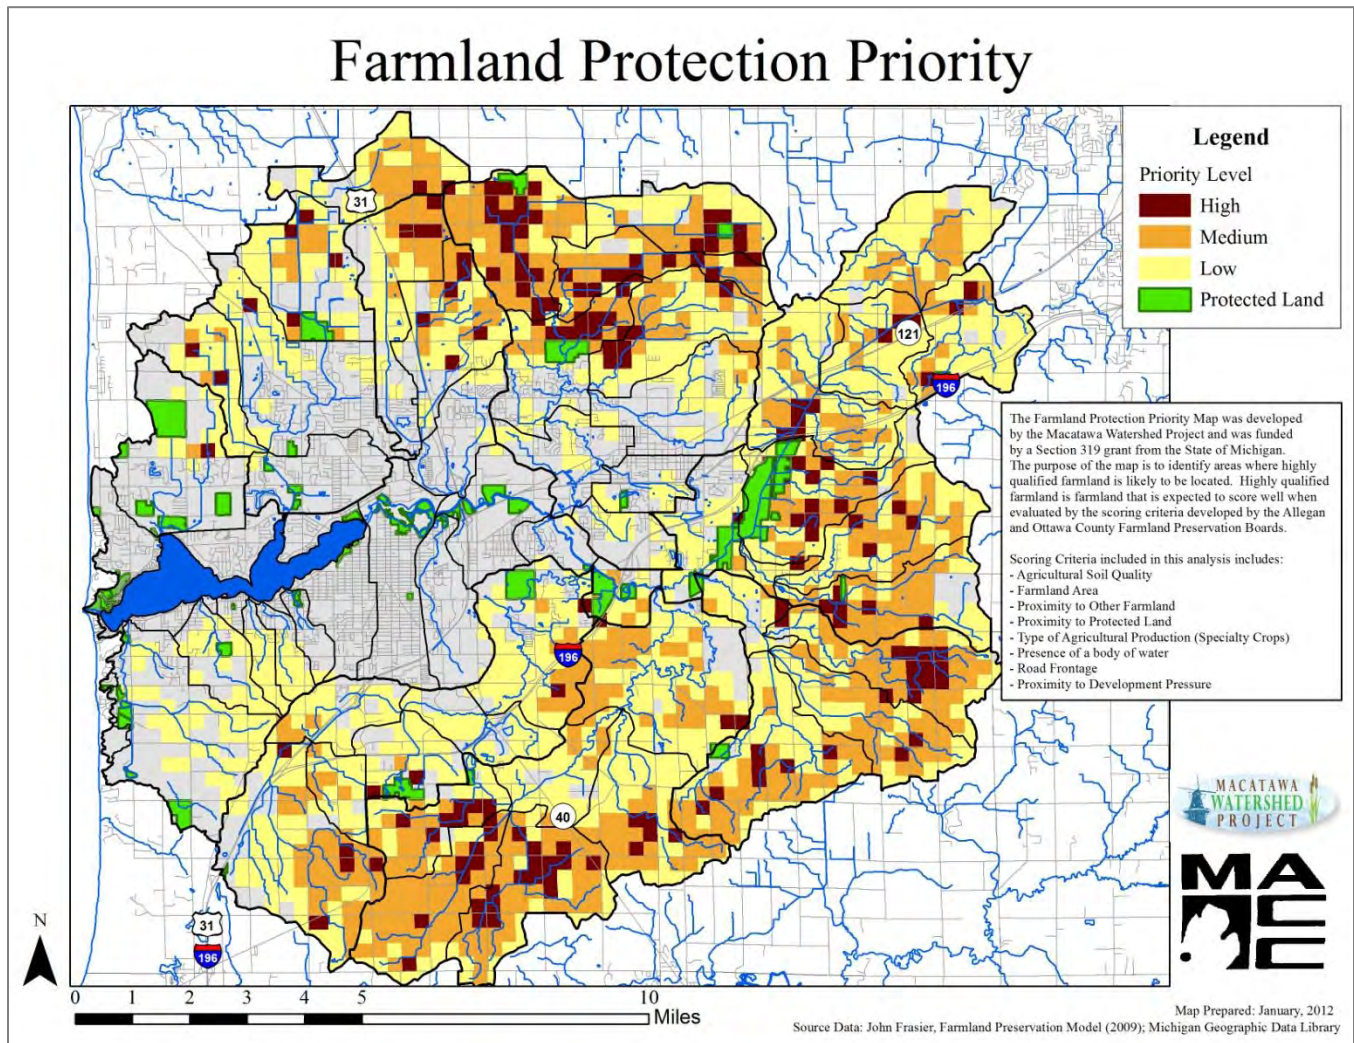 Farmland Protection Priority
Legend
Priority Level
High
Medium
Low
Protected Land
31
121
196
The Farmland Protection Priority Map was developed
by the Macatawa Watershed Project and was funded
by a Section 319 grant from the State of Michigan.
The purpose of the map is to identify areas where highly
qualified farmland is likely to be located. Highly qualified
farmland is farmland that is expected to score well when
evaluated by the scoring criteria developed by the Allegan
and Ottawa County Farmland Preservation Boards.
Scoring Criteria included in this analysis includes:
- Agricultural Soil Quality
- Farmland Area
- Proximity to Other Farmland
- Proximity to Protected Land
- Type of Agricultural Production (Specialty Crops)
- Presence of a body of water
- Road Frontage
- Proximity to Development Pressure
196
40
31
196
MACATAWA
WATERSHED
PROJECT
MA
CC
N
0 1 2 3 4 5 10
Miles
Map Prepared: January, 2012
Source Data: John Frasier, Farmland Preservation Model (2009); Michigan Geographic Data Library